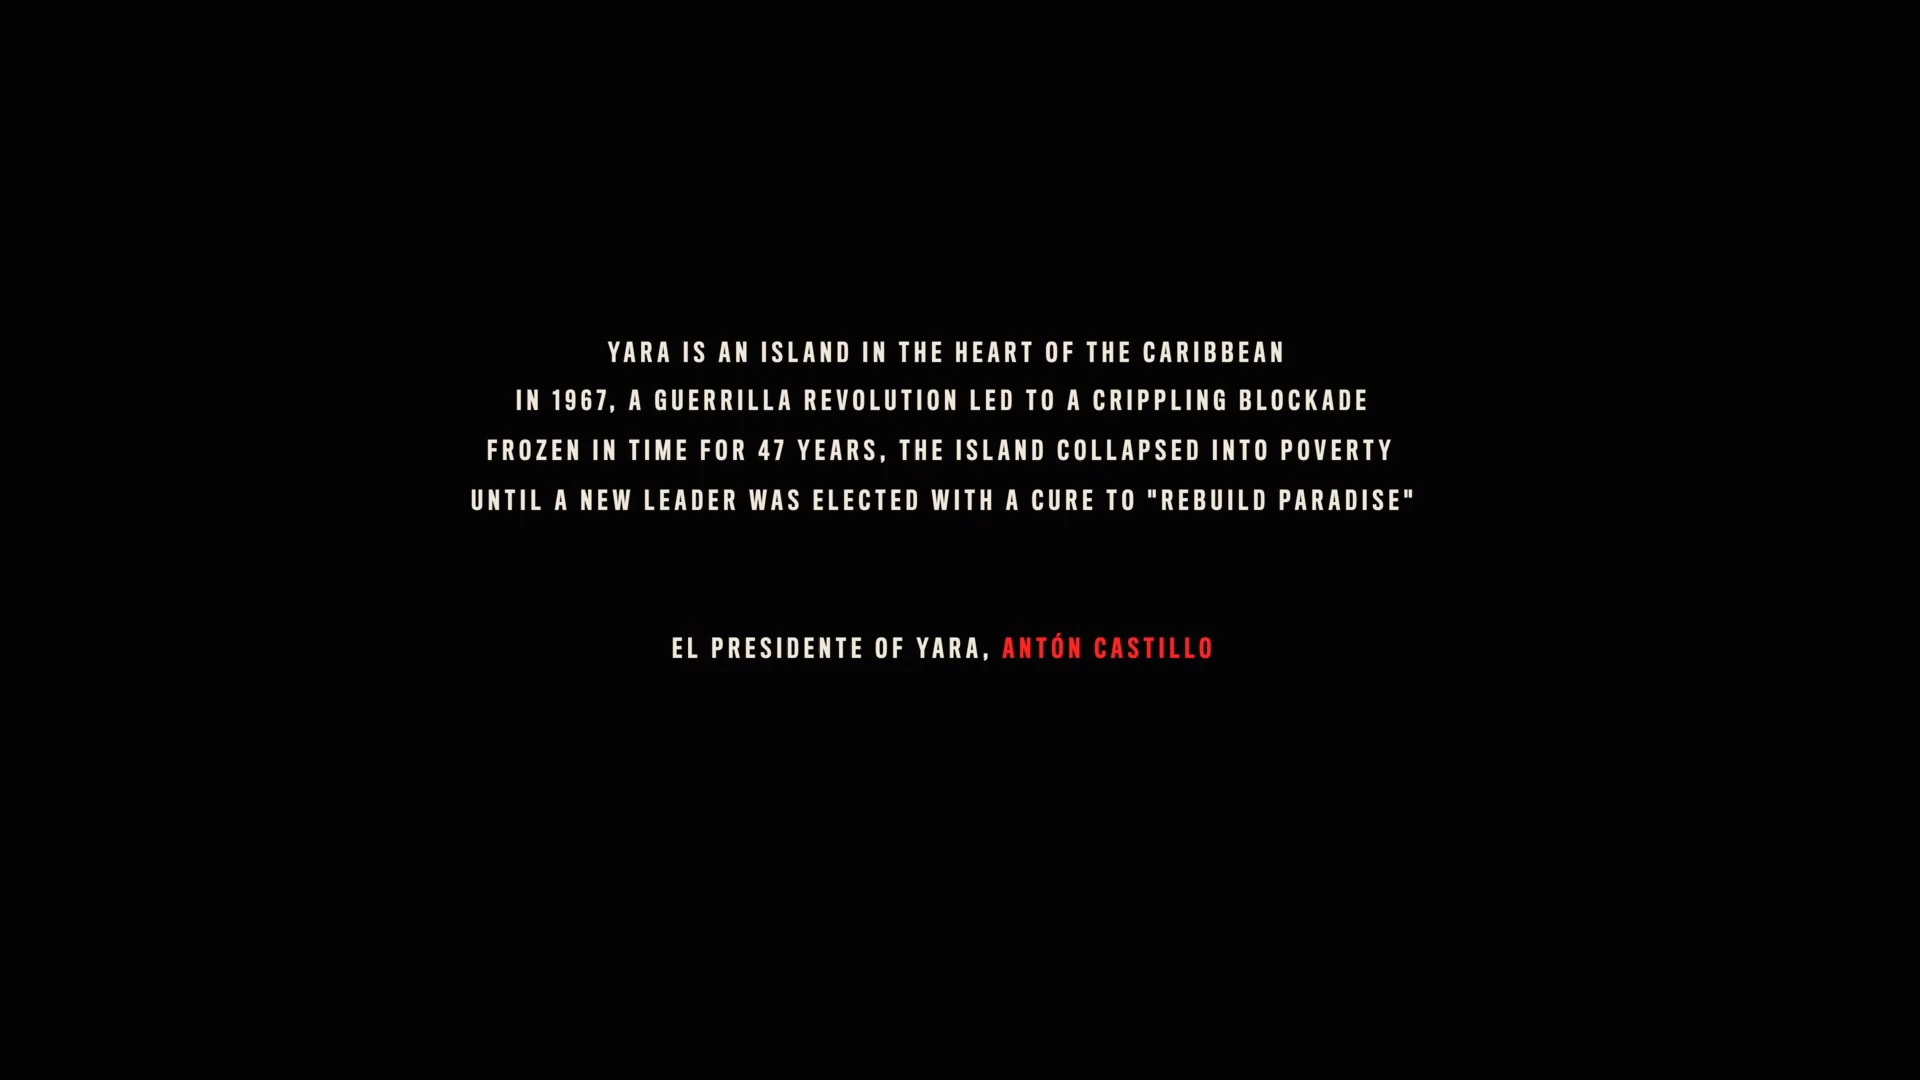 YARA IS AN ISLAND IN THE HEART OF THE CARIBBEAN
IN 1967, A GUERRILLA REVOLUTION LED TO A CRIPPLING BLOCKADE
FROZEN IN TIME FOR 47 YEARS, THE ISLAND COLLAPSED INTO POVERTY
UNTIL A NEW LEADER WAS ELECTED WITH A CURE TO "REBUILD PARADISE"
EL PRESIDENTE OF YARA, ANTÓN CASTILLO